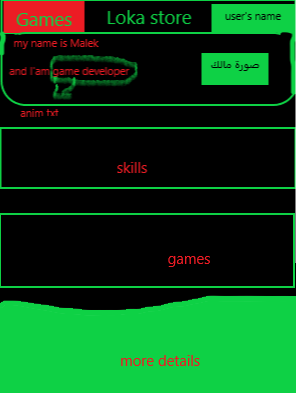 Games Loka store user's name
my name is Malek
and I'am game developer صورة مالك
anim txt
skills
games
more details